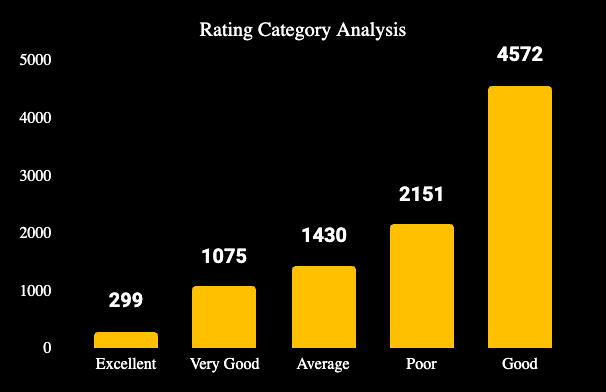 Rating Category Analysis
5000
4000
3000
2000
1000
0
299
1075
1430
2151
4572
Excellent
Very Good
Average
Poor
Good